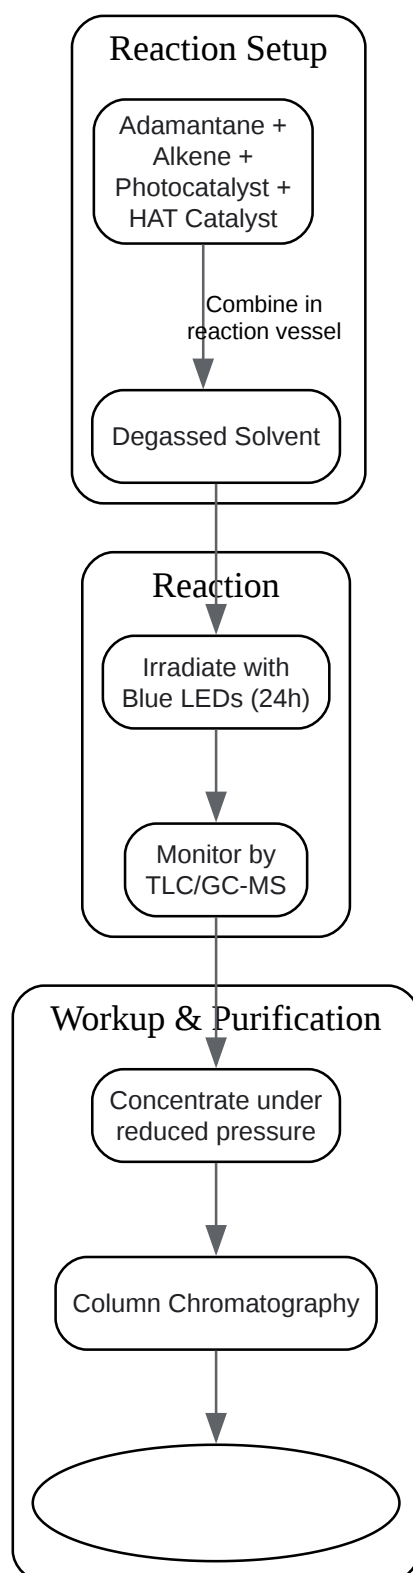 Reaction Setup
Adamantane +
Alkene +
Photocatalyst +
HAT Catalyst
Combine in
reaction vessel
Degassed Solvent
Reaction
Irradiate with
Blue LEDs (24h)
Monitor by
TLC/GC-MS
Workup & Purification
Concentrate under
reduced pressure
Column Chromatography